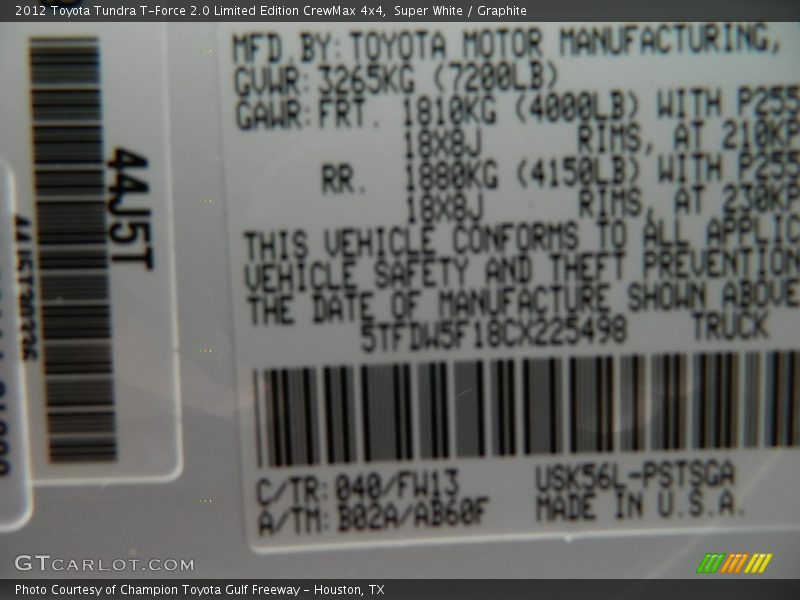 2012 Toyota Tundra T-Force 2.0 Limited Edition CrewMax 4x4, Super White / Graphite
MFD. BY: TOYOTA MOTOR MANUFACTURING,
GVWR: 3265KG (7200LB)
GAWR: FRT. 1810KG (4000LB) WITH P255
18X8J RIMS, AT 210KP
RR. 1880KG (4150LB) WITH P255
18X8J RIMS, AT 230KP
THIS VEHICLE CONFORMS TO ALL APPLIC
VEHICLE SAFETY AND THEFT PREVENTION
THE DATE OF MANUFACTURE SHOWN ABOVE
5TFDW5F18CX225498 TRUCK
C/TR: 040/FW13 USK56L-PSTSGA
A/TM: B02A/AB60F MADE IN U.S.A.
44J5T
GTCARLOT.COM
Photo Courtesy of Champion Toyota Gulf Freeway - Houston, TX